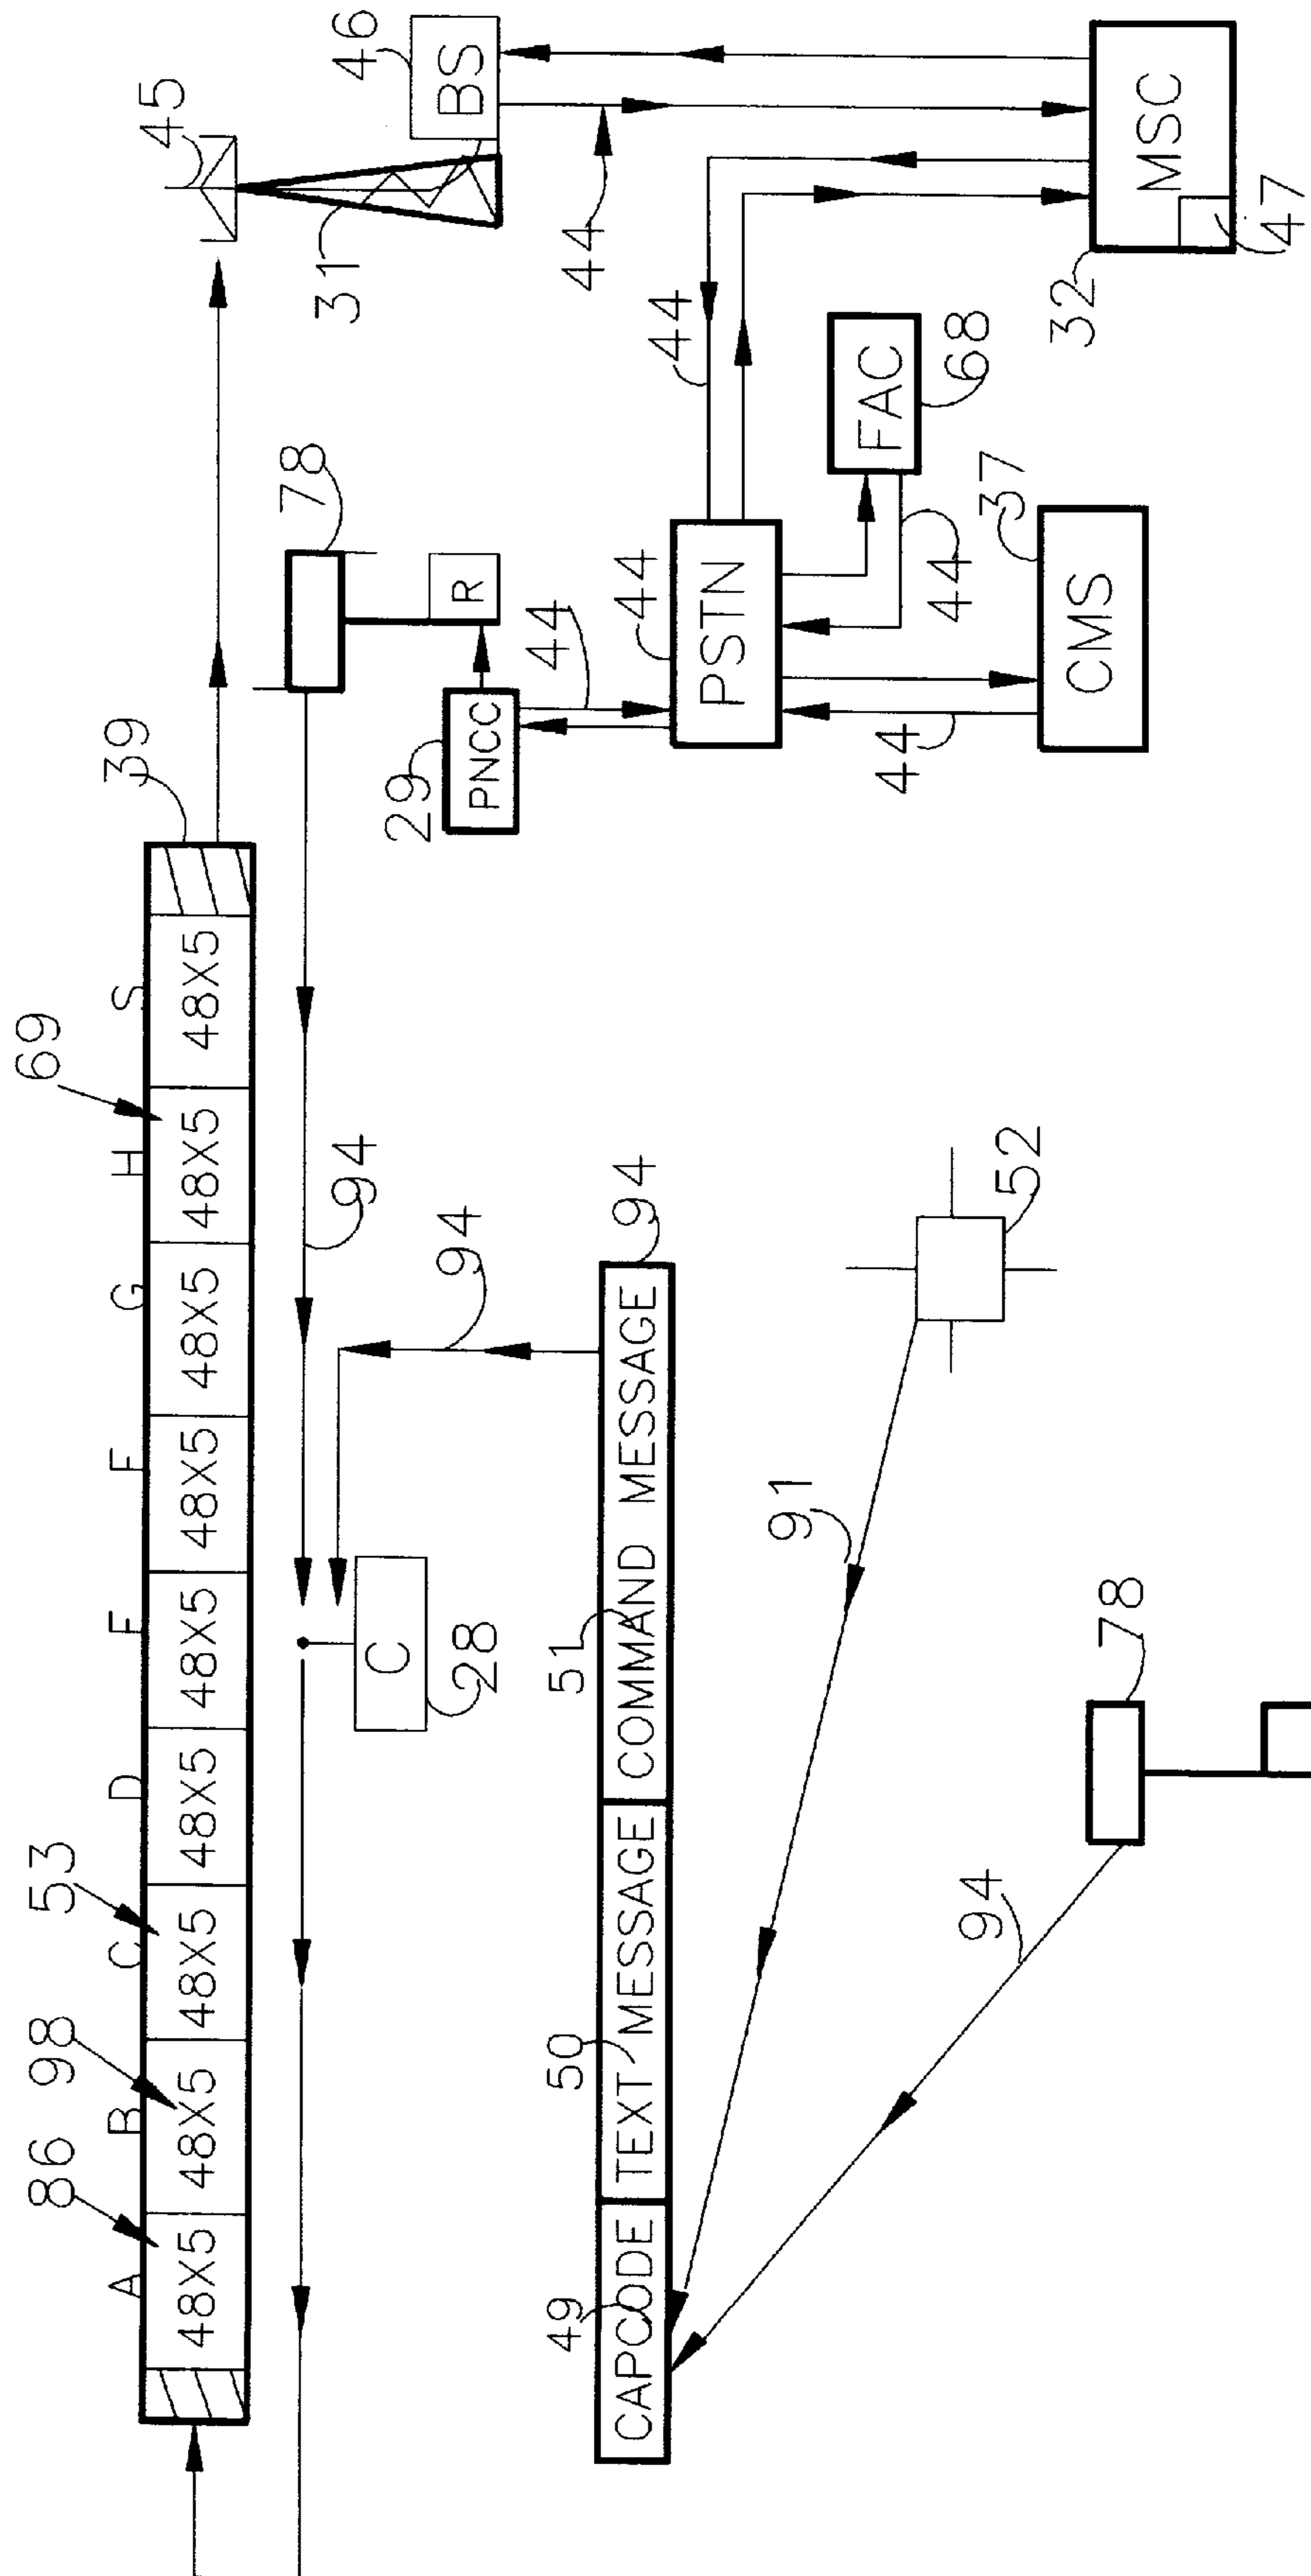 86 98 53 69
39 45
A B C D F F G H S
48X5 48X5 48X5 48X5 48X5 48X5 48X5 48X5 48X5
78 31 46
94
C R BS
28 94 29 PNCC 44 44
49 50 51
CAPCODE TEXT MESSAGE COMMAND MESSAGE 94
44 44
PSTN
91
FAC
44 44 68
94 52
37
CMS
78
32 MSC
47